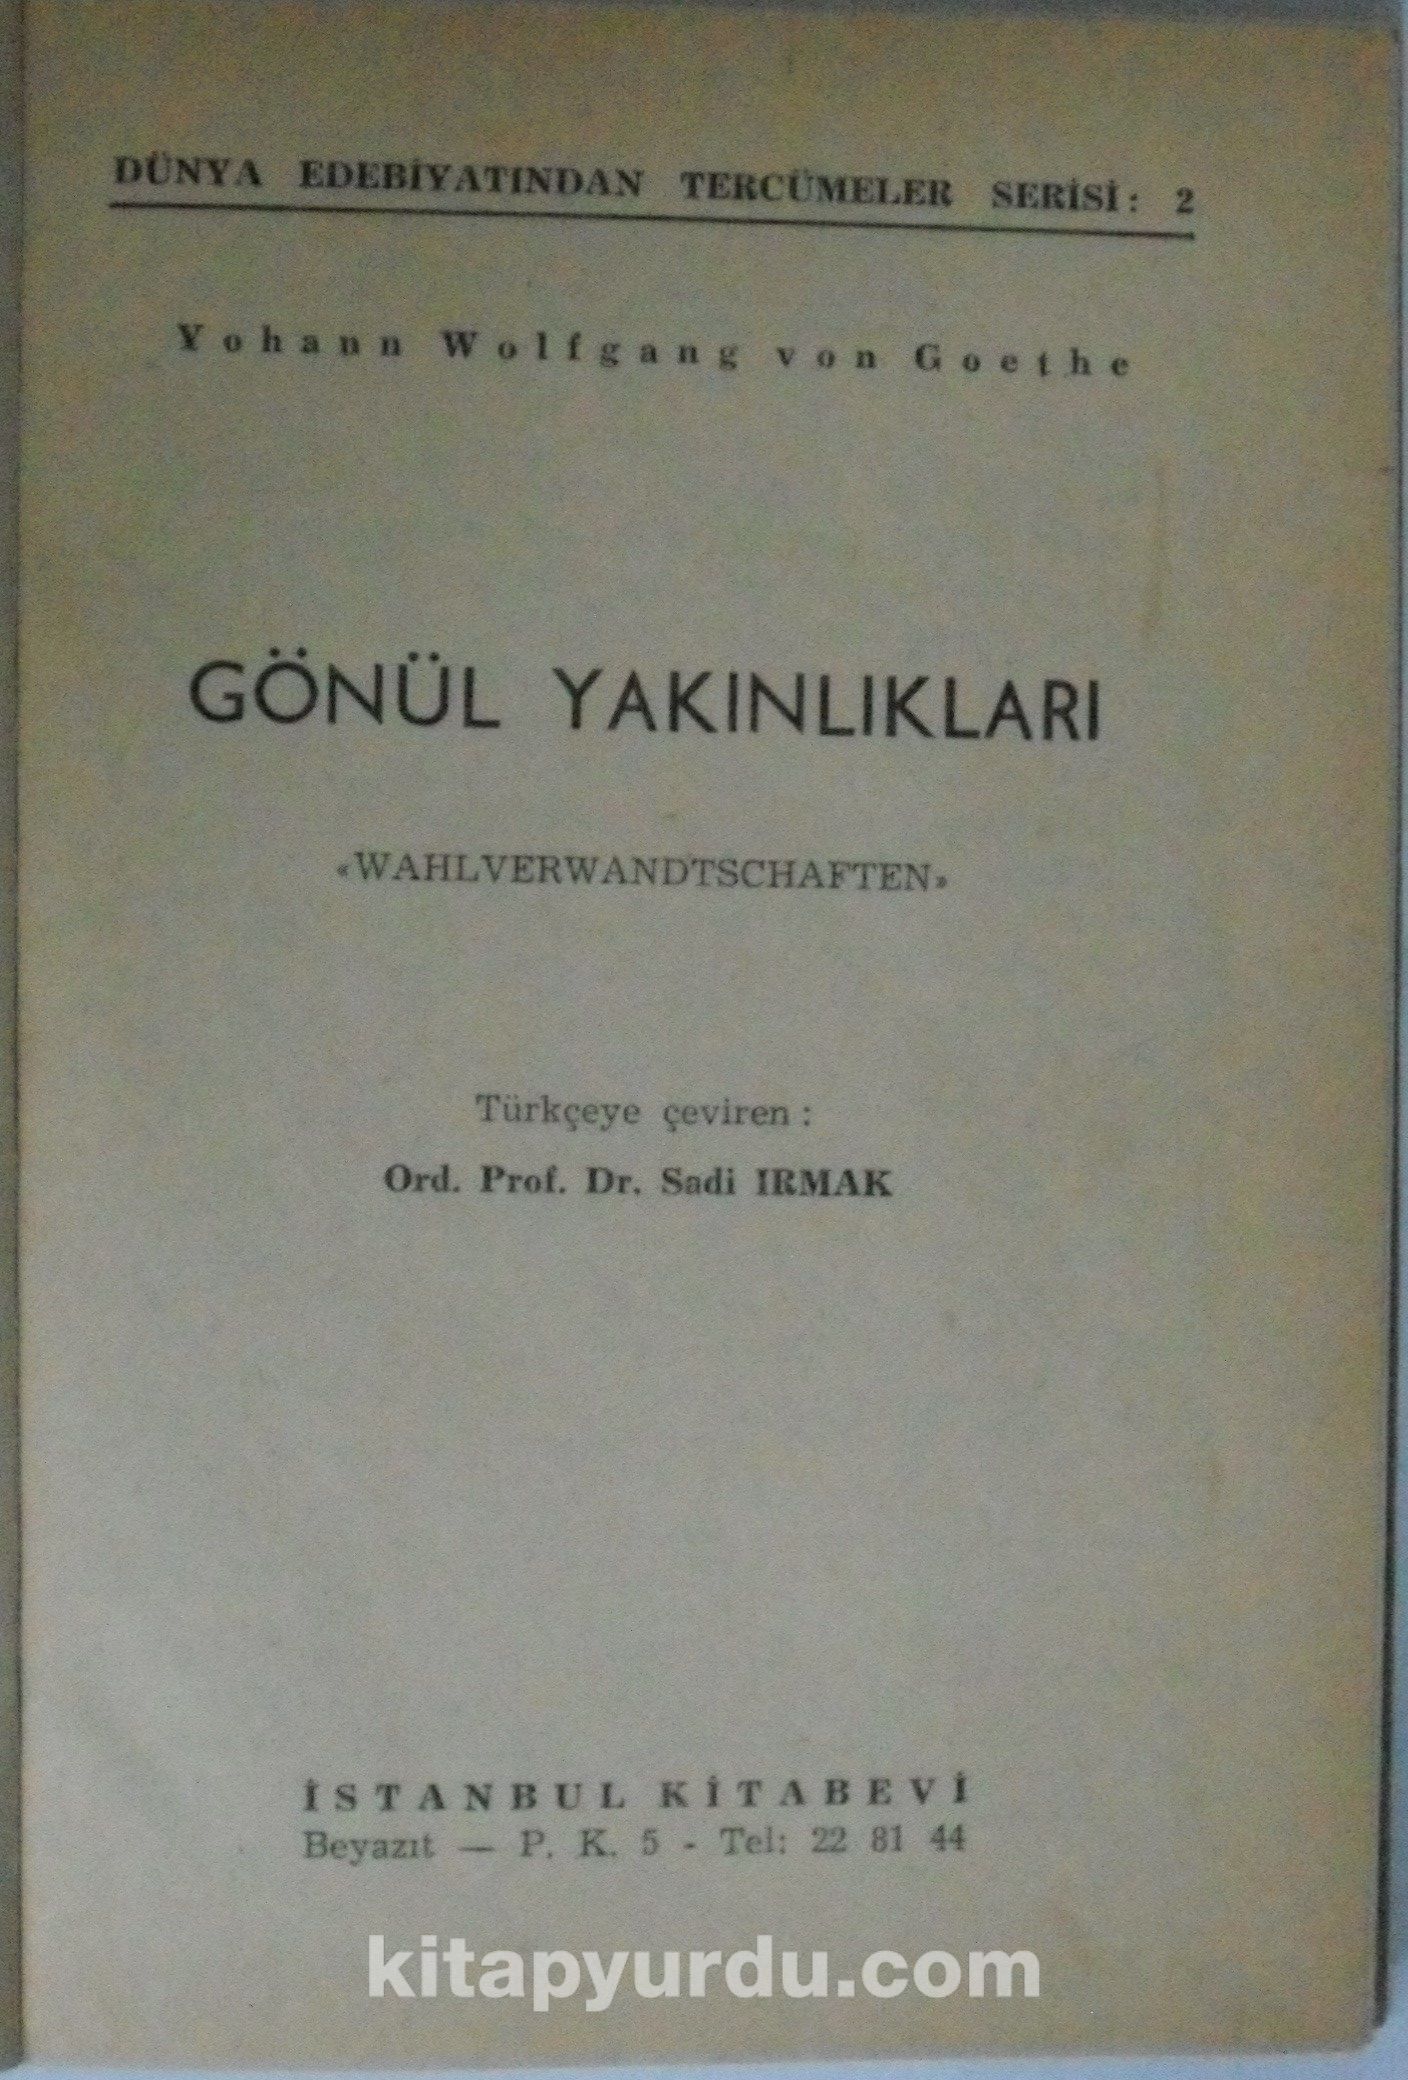 DÜNYA EDEBİYATINDAN TERCÜMELER SERİSİ: 2
Yohann Wolfgang von Goethe
GÖNÜL YAKINLIKLARI
«WAHLVERWANDTSCHAFTEN»
Türkçeye çeviren :
Ord. Prof. Dr. Sadi IRMAK
İSTANBUL KİTABEVİ
Beyazıt — P. K. 5 - Tel: 22 81 44
kitapyurdu.com